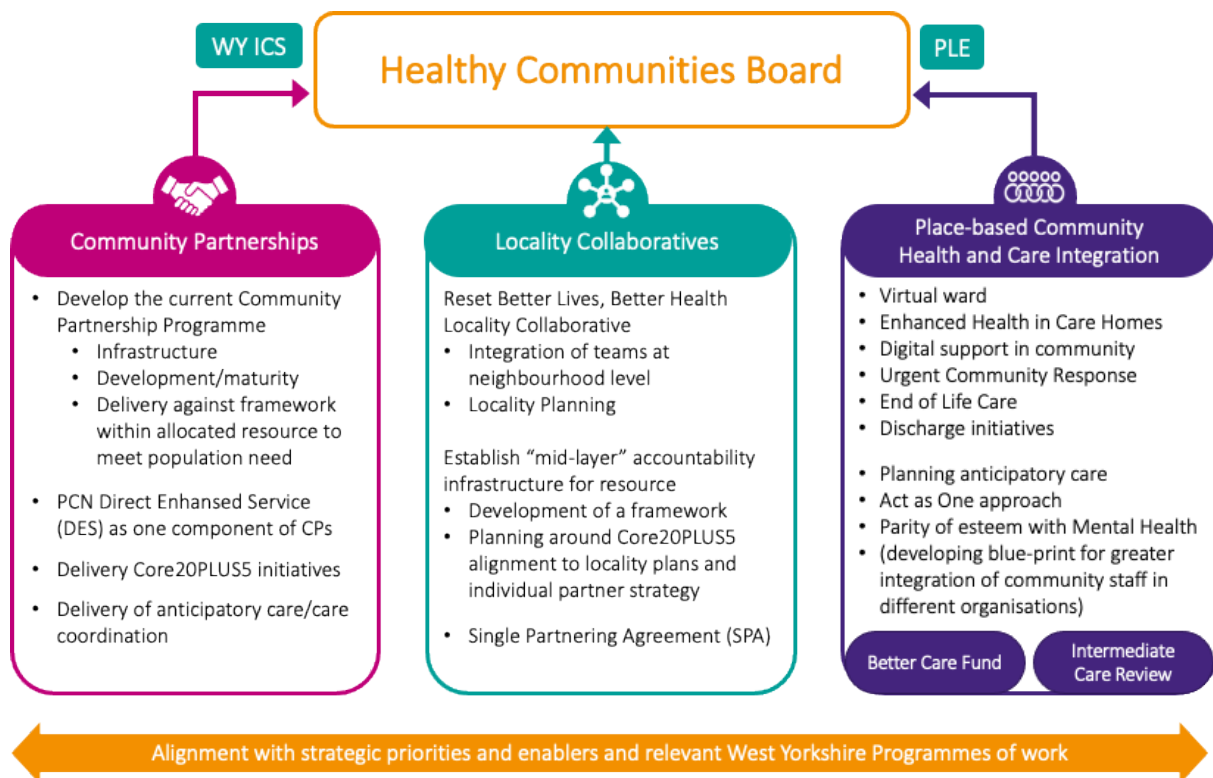 WY ICS
Healthy Communities Board
PLE
Community Partnerships
• Develop the current Community
Partnership Programme
• Infrastructure
• Development/maturity
• Delivery against framework
within allocated resource to
meet population need
• PCN Direct Enhansed Service
(DES) as one component of CPs
• Delivery Core20PLUS5 initiatives
• Delivery of anticipatory care/care
coordination
Locality Collaboratives
Reset Better Lives, Better Health
Locality Collaborative
• Integration of teams at
neighbourhood level
• Locality Planning
Establish “mid-layer” accountability
infrastructure for resource
• Development of a framework
• Planning around Core20PLUS5
alignment to locality plans and
individual partner strategy
• Single Partnering Agreement (SPA)
Place-based Community
Health and Care Integration
• Virtual ward
• Enhanced Health in Care Homes
• Digital support in community
• Urgent Community Response
• End of Life Care
• Discharge initiatives
• Planning anticipatory care
• Act as One approach
• Parity of esteem with Mental Health
• (developing blue-print for greater
integration of community staff in
different organisations)
Better Care Fund
Intermediate
Care Review
Alignment with strategic priorities and enablers and relevant West Yorkshire Programmes of work